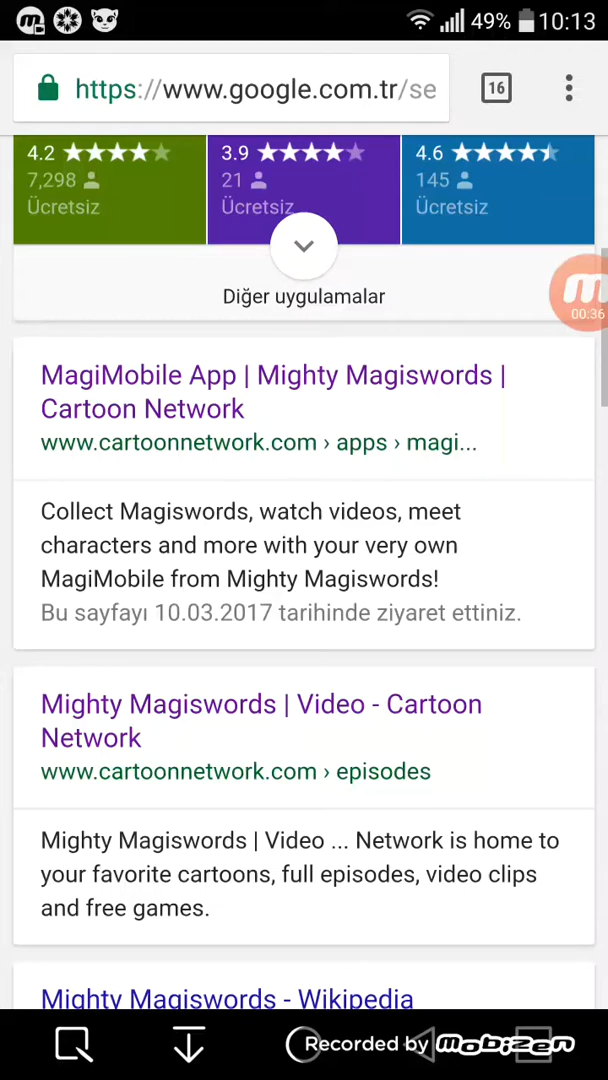 49% 10:13
https://www.google.com.tr/se
16
4.2 3.9 4.6
7,298 21 145
Ücretsiz Ücretsiz Ücretsiz
Diğer uygulamalar
00:36
MagiMobile App | Mighty Magiswords |
Cartoon Network
www.cartoonnetwork.com › apps › magi...
Collect Magiswords, watch videos, meet
characters and more with your very own
MagiMobile from Mighty Magiswords!
Bu sayfayı 10.03.2017 tarihinde ziyaret ettiniz.
Mighty Magiswords | Video - Cartoon
Network
www.cartoonnetwork.com › episodes
Mighty Magiswords | Video ... Network is home to
your favorite cartoons, full episodes, video clips
and free games.
Mighty Magiswords - Wikipedia
Recorded by Mobizen